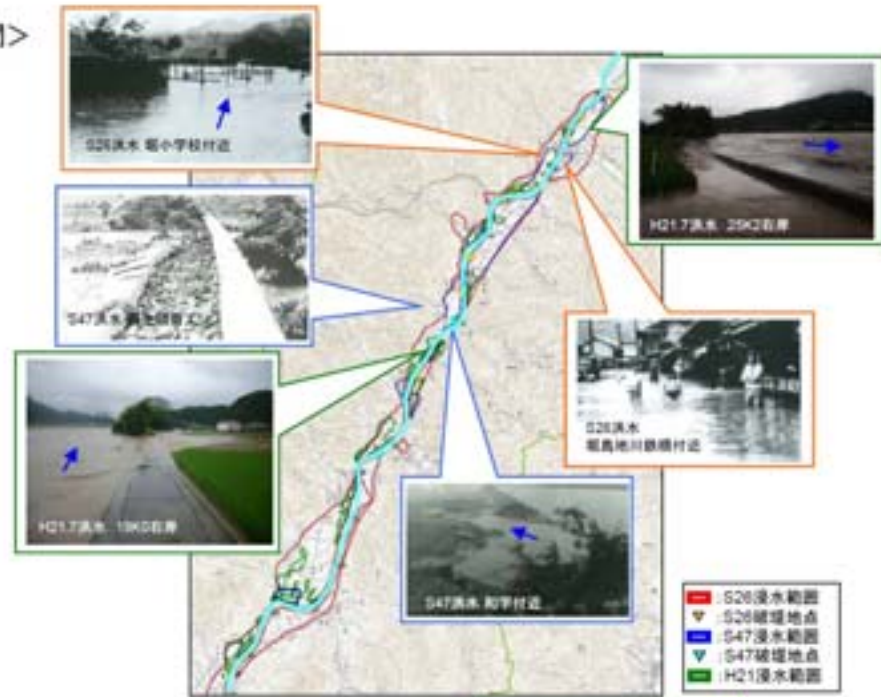 >
S26洪水 堀小学校付近
H21.7洪水 25K2右岸
S47洪水
S26洪水
堀島地川鉄橋付近
H21.7洪水 19K0右岸
S47洪水 和字付近
:S26浸水範囲
:S26破堤地点
:S47浸水範囲
:S47破堤地点
:H21浸水範囲